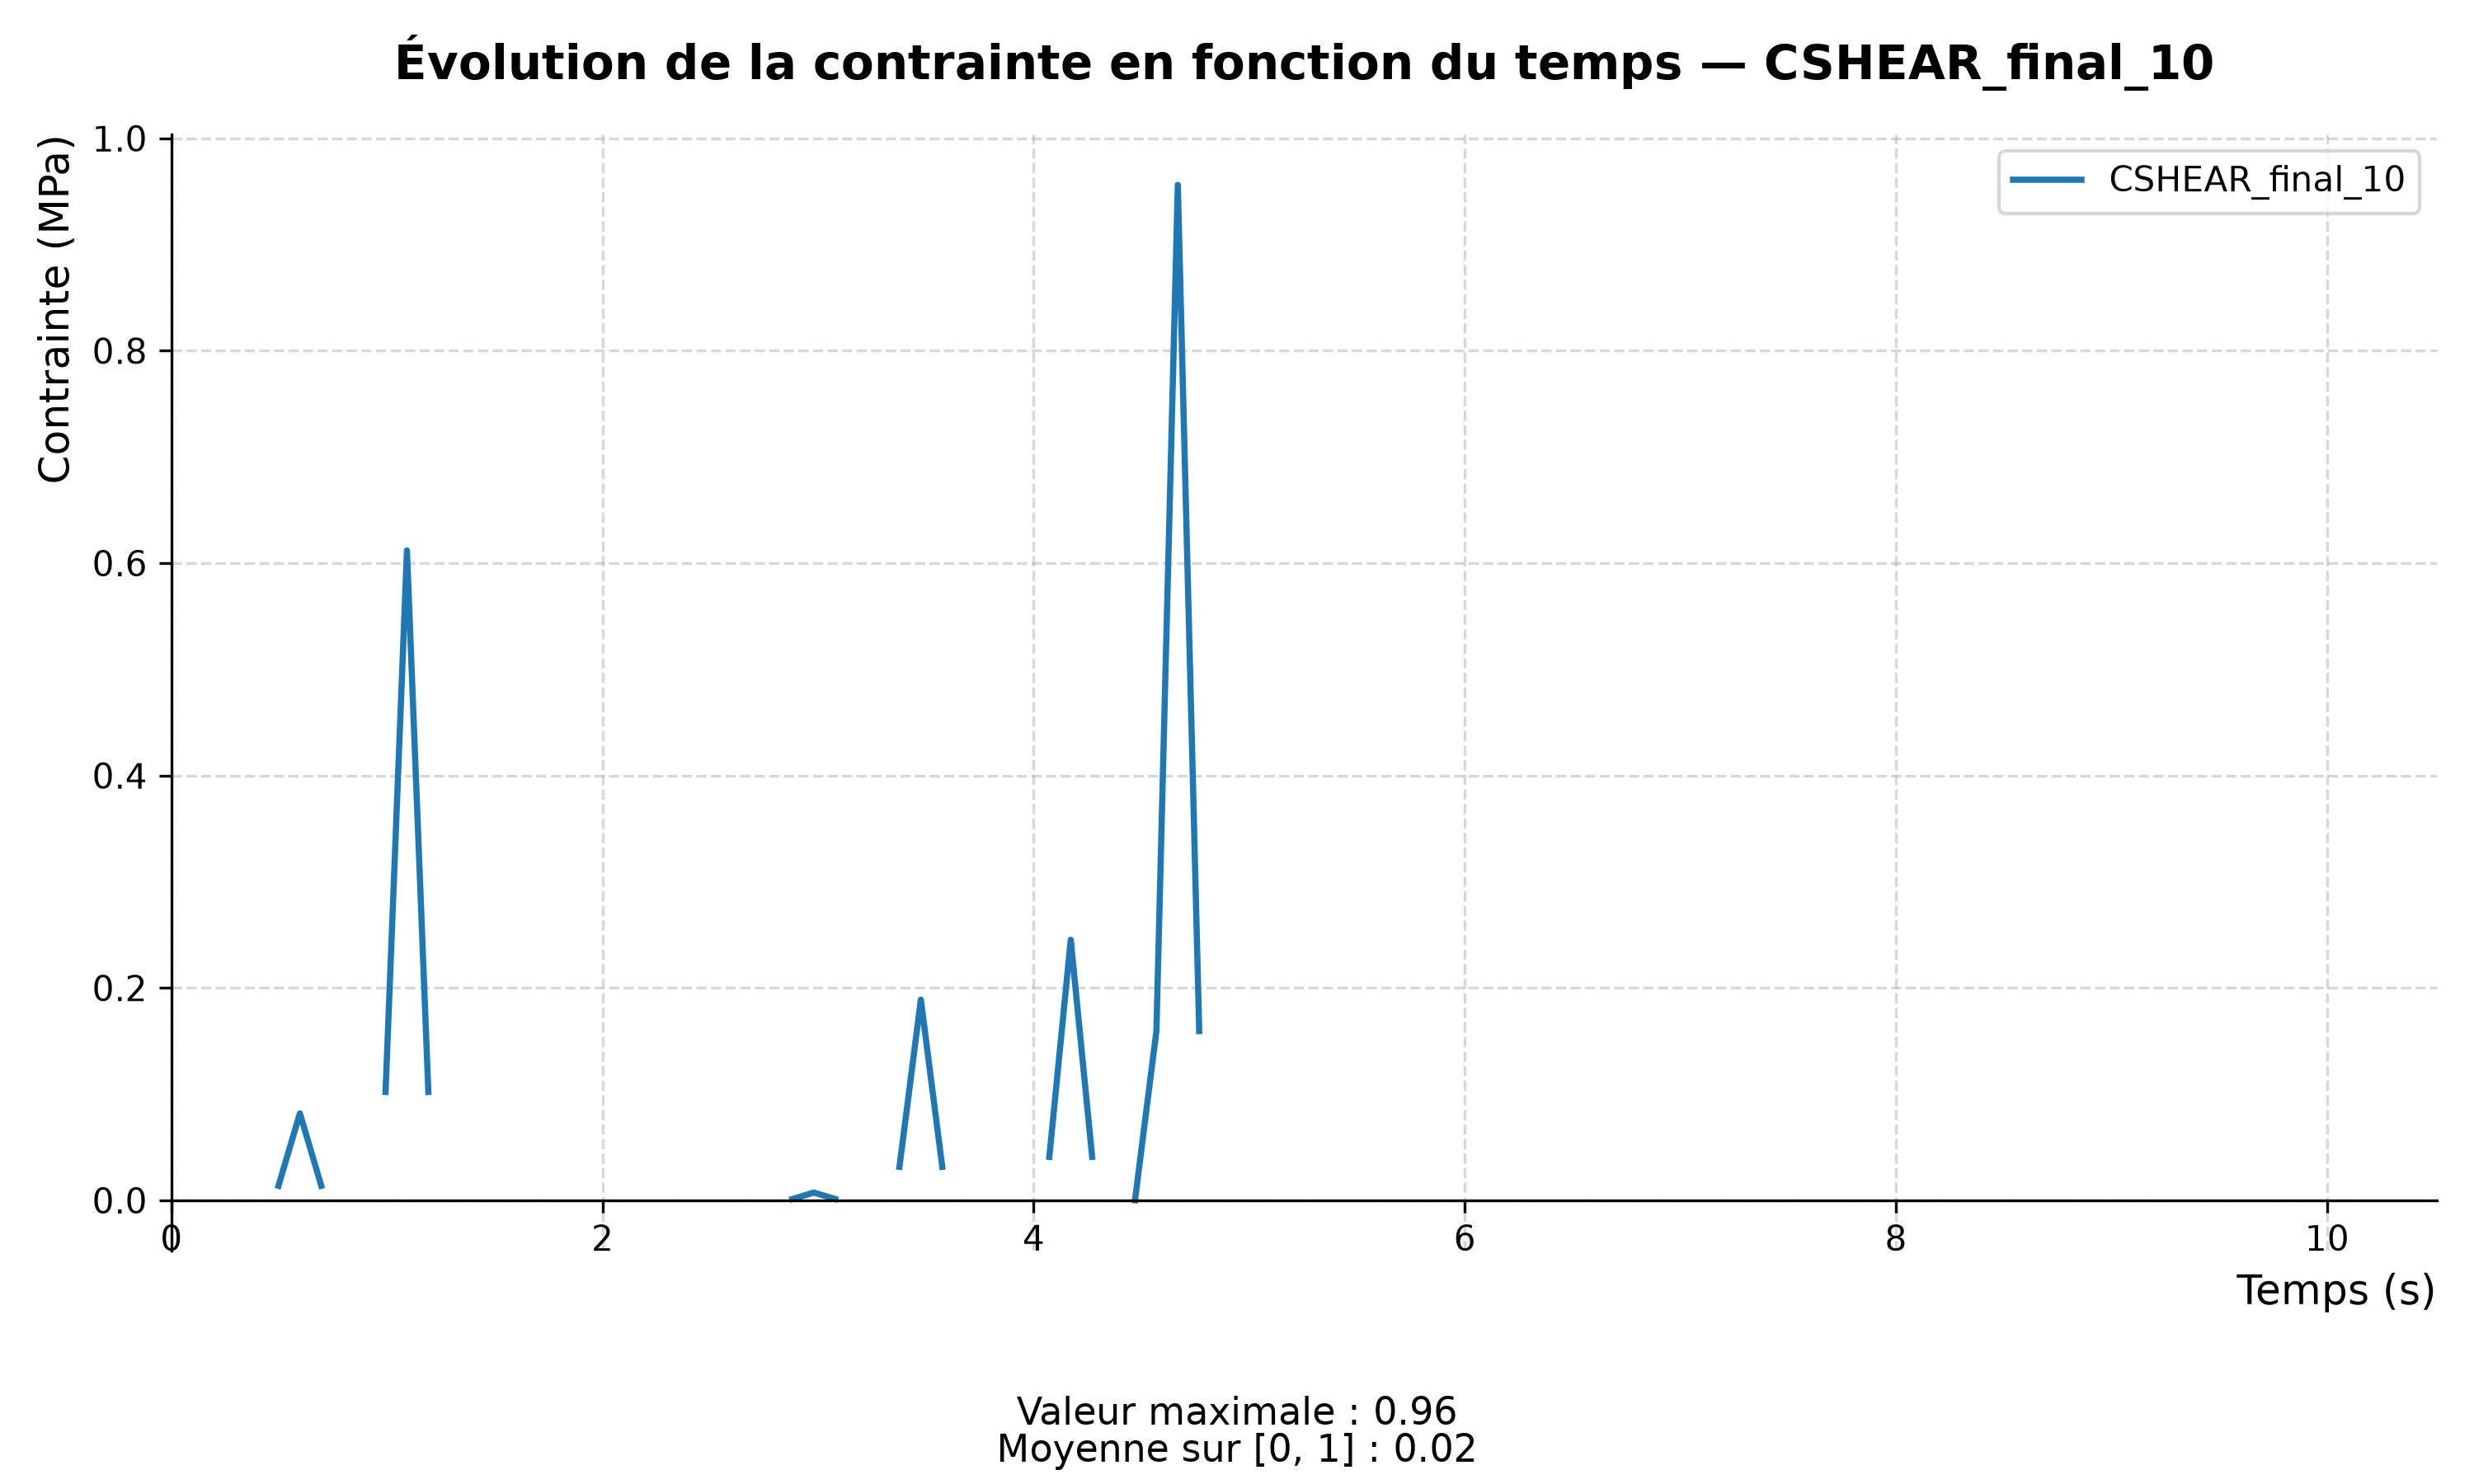 Évolution de la contrainte en fonction du temps — CSHEAR_final_10
Contrainte (MPa)
1.0
0.8
0.6
0.4
0.2
0.0
CSHEAR_final_10
0 2 4 6 8 10
Temps (s)
Valeur maximale : 0.96
Moyenne sur [0, 1] : 0.02